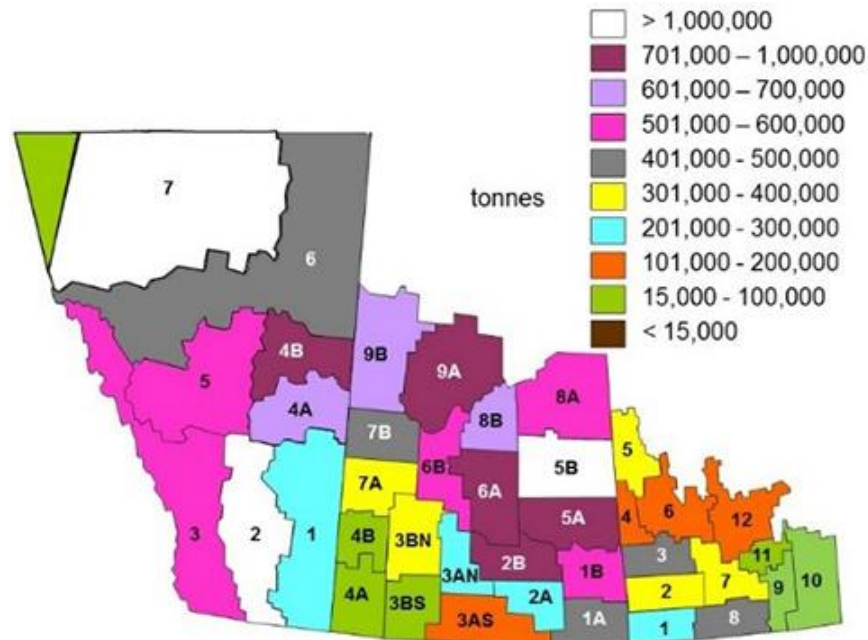 > 1,000,000
701,000 – 1,000,000
601,000 – 700,000
501,000 – 600,000
401,000 - 500,000
301,000 - 400,000
201,000 - 300,000
101,000 - 200,000
15,000 - 100,000
< 15,000
tonnes
7
6
4B
9B
9A
5
4A
8B
8A
7B
6B
5B
5
7A
6A
4
6
12
3
2
1
4B
3BN
5A
3
11
3AN
2B
1B
2
7
9
10
4A
3BS
2A
3AS
1A
1
8